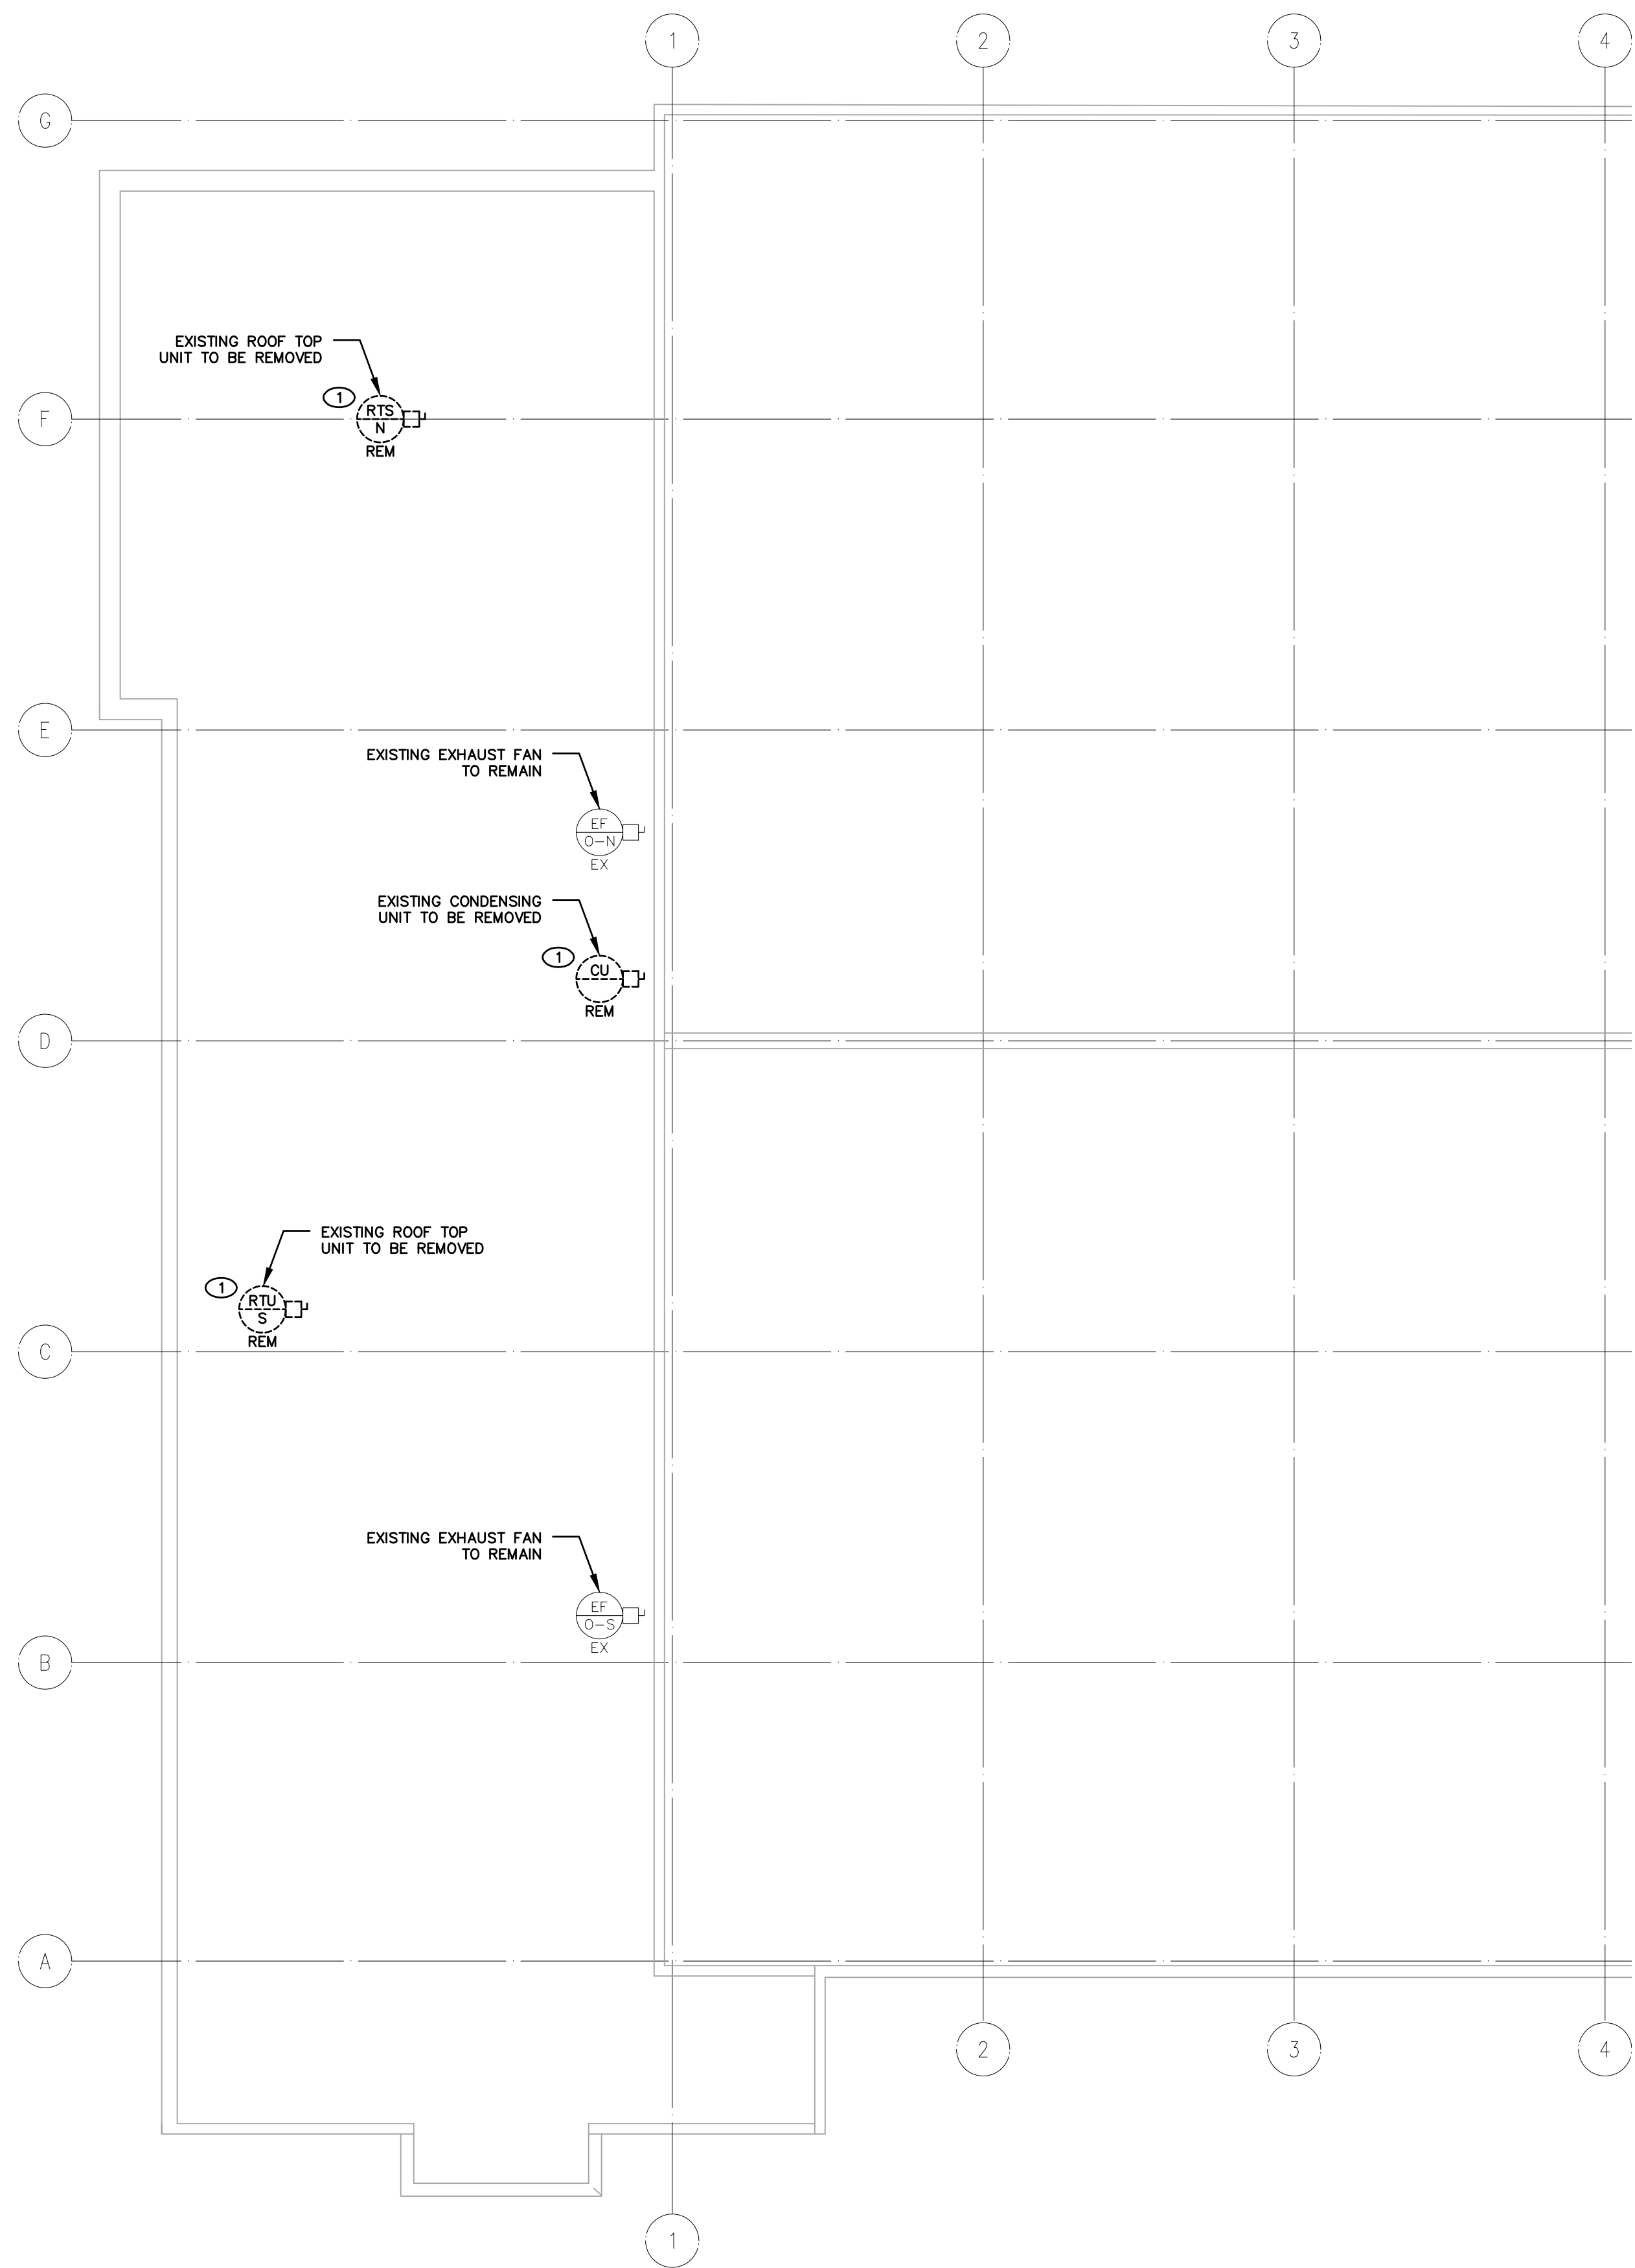 1
2
3
4
G
EXISTING ROOF TOP
UNIT TO BE REMOVED
1
RTS
N
REM
F
E
EXISTING EXHAUST FAN
TO REMAIN
EF
O-N
EX
EXISTING CONDENSING
UNIT TO BE REMOVED
1
CU
REM
D
EXISTING ROOF TOP
UNIT TO BE REMOVED
1
RTU
S
REM
C
EXISTING EXHAUST FAN
TO REMAIN
EF
O-S
EX
B
A
2
3
4
1